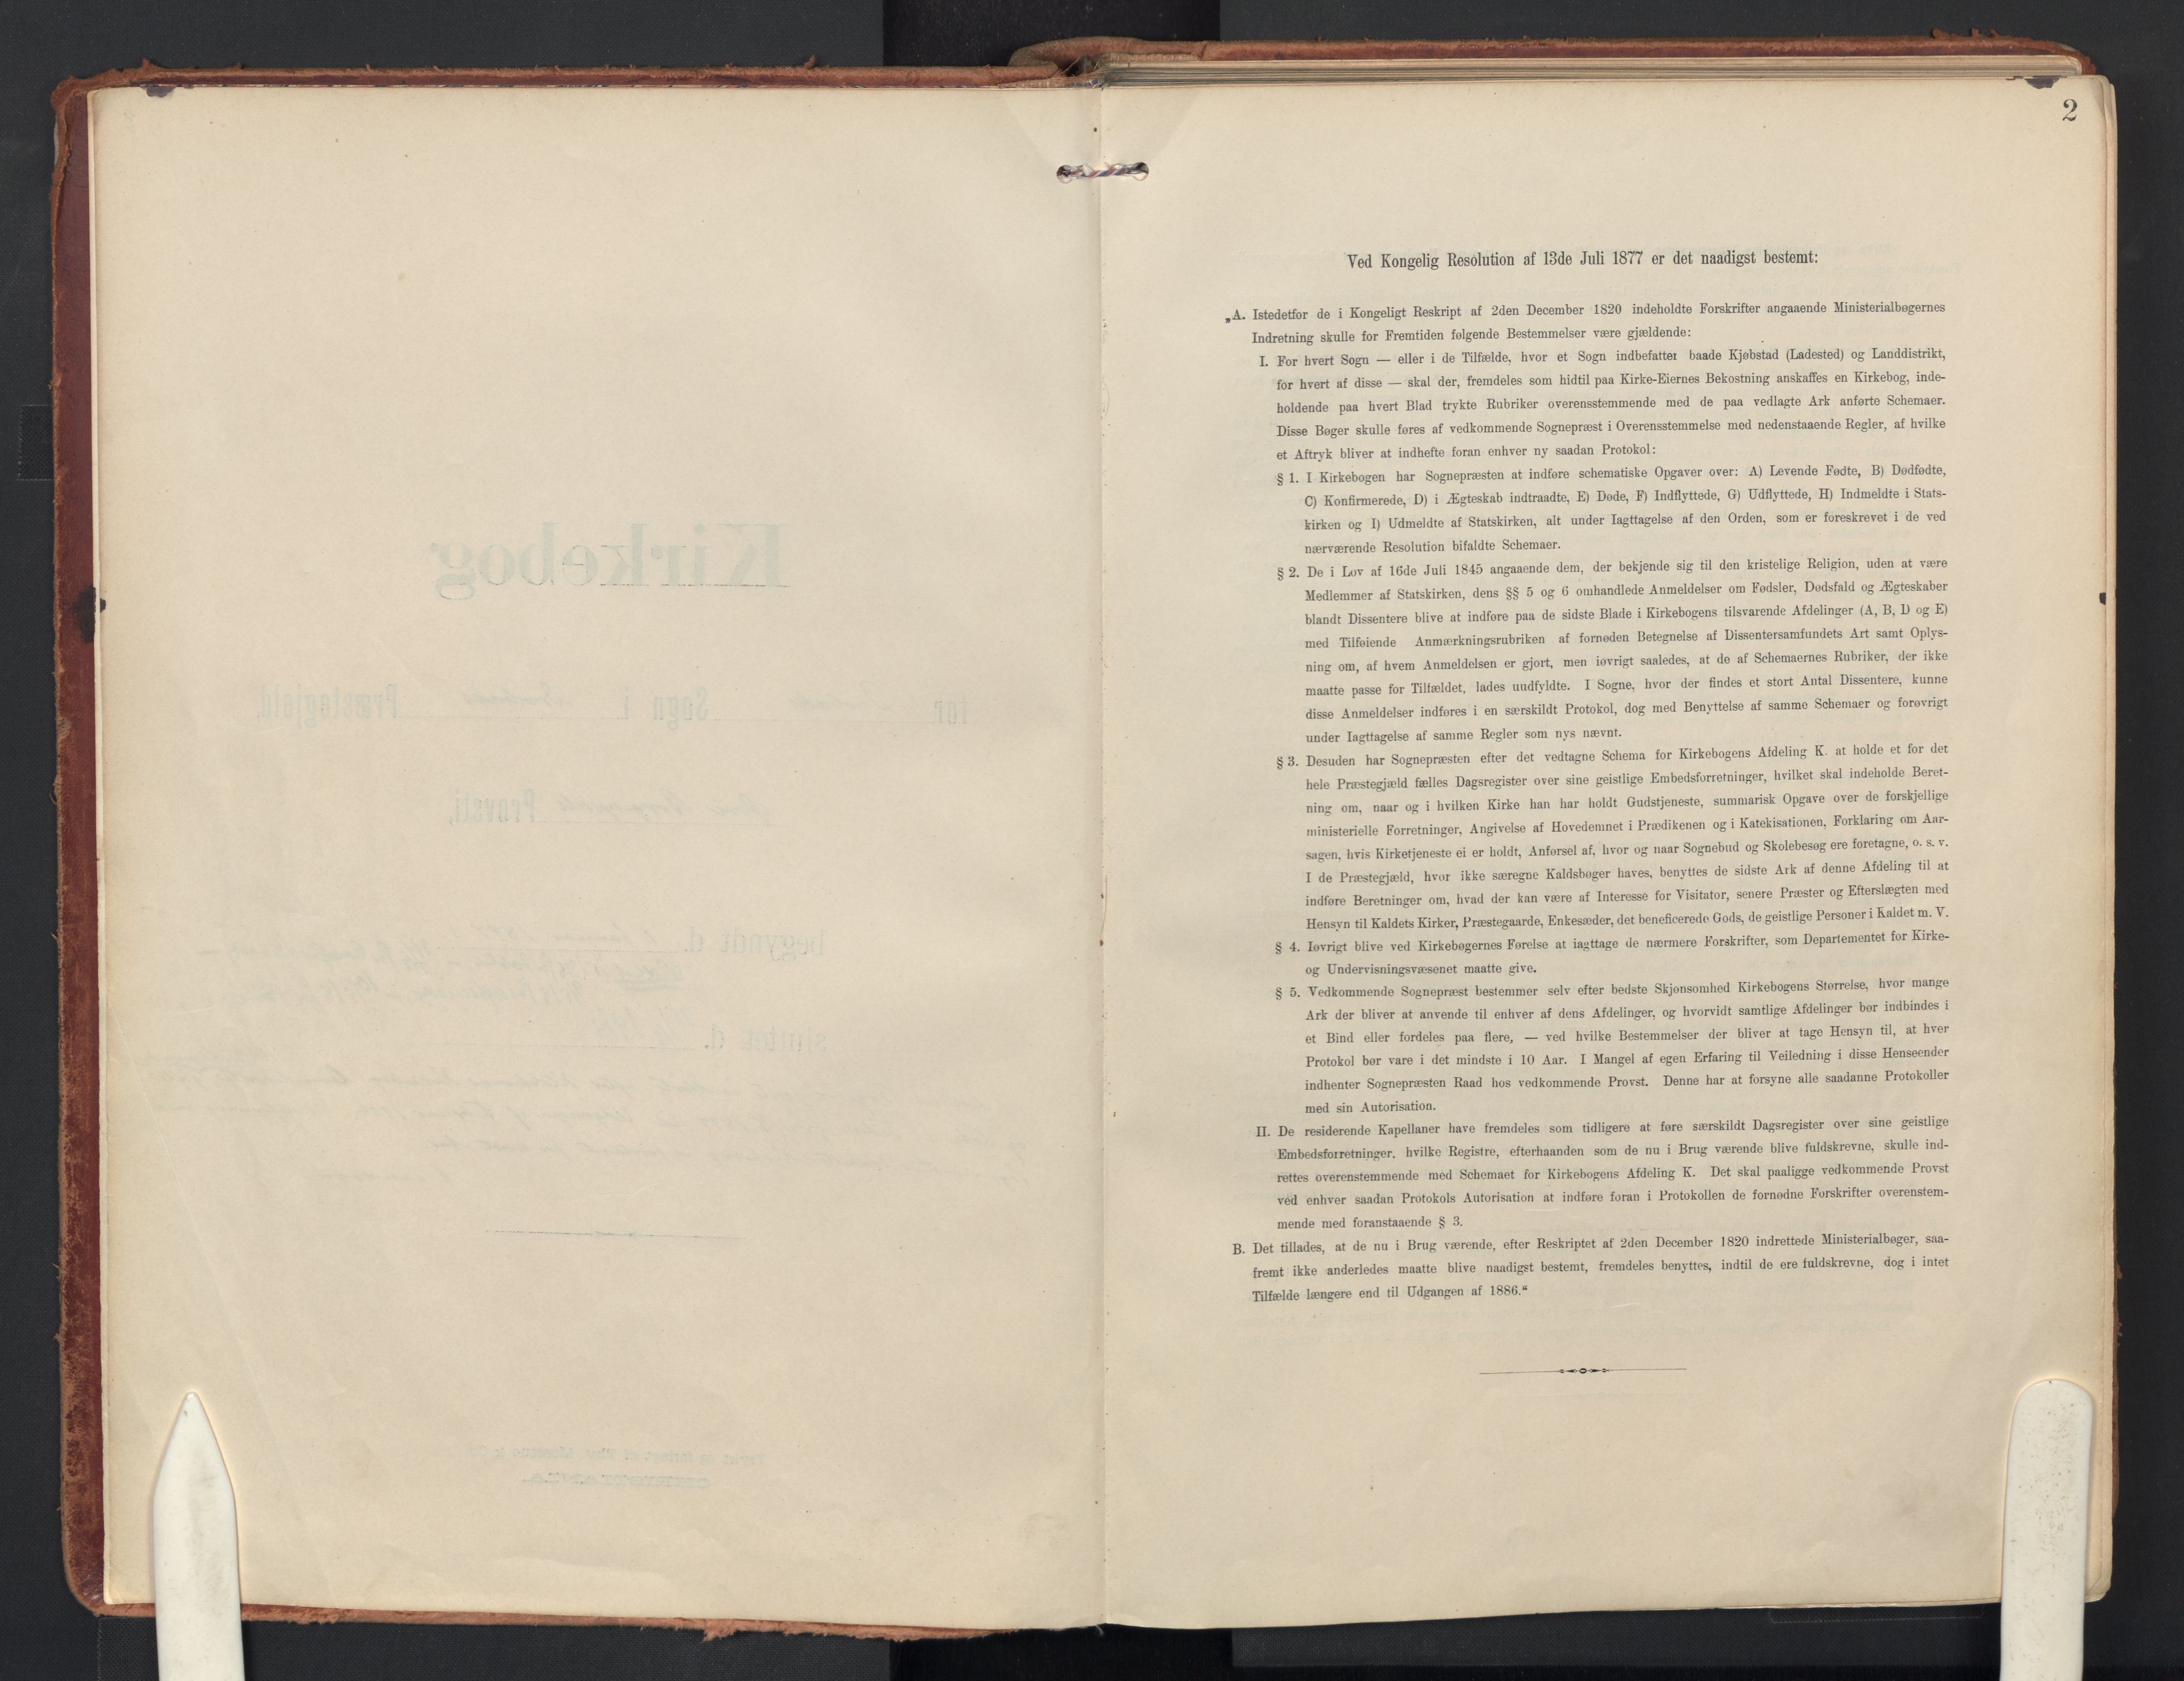 2
Ved Kongelig Resolution af 13de Juli 1877 er det naadigst bestemt:
„A. Istedetfor de i Kongeligt Reskript af 2den December 1820 indeholdte Forskrifter angaaende Ministerialbøgernes
Indretning skulle for Fremtiden følgende Bestemmelser være gjældende:
I. For hvert Sogn — eller i de Tilfælde, hvor et Sogn indbefatter baade Kjøbstad (Ladested) og Landdistrikt,
for hvert af disse — skal der, fremdeles som hidtil paa Kirke-Eiernes Bekostning anskaffes en Kirkebog, inde-
holdende paa hvert Blad trykte Rubriker overensstemmende med de paa vedlagte Ark anførte Schemaer.
Disse Bøger skulle føres af vedkommende Sognepræst i Overensstemmelse med nedenstaaende Regler, af hvilke
et Aftryk bliver at indhefte foran enhver ny saadan Protokol:
§ 1. I Kirkebogen har Sognepræsten at indføre schematiske Opgaver over: A) Levende Fødte, B) Dødfødte,
C) Konfirmerede, D) i Ægteskab indtraadte, E) Døde, F) Indflyttede, G) Udflyttede, H) Indmeldte i Stats-
kirken og I) Udmeldte af Statskirken, alt under Iagttagelse af den Orden, som er foreskrevet i de ved
nærværende Resolution bifaldte Schemaer.
§ 2. De i Lov af 16de Juli 1845 angaaende dem, der bekjende sig til den kristelige Religion, uden at være
Medlemmer af Statskirken, dens §§ 5 og 6 omhandlede Anmeldelser om Fødsler, Dødsfald og Ægteskaber
blandt Dissentere blive at indføre paa de sidste Blade i Kirkebogens tilsvarende Afdelinger (A, B, D og E)
med Tilføiende Anmærkningsrubriken af fornøden Betegnelse af Dissentersamfundets Art samt Oplys-
ning om, af hvem Anmeldelsen er gjort, men iøvrigt saaledes, at de af Schemaernes Rubriker, der ikke
maatte passe for Tilfældet, lades uudfyldte. I Sogne, hvor der findes et stort Antal Dissentere, kunne
disse Anmeldelser indføres i en særskildt Protokol, dog med Benyttelse af samme Schemaer og forøvrigt
under Iagttagelse af samme Regler som nys nævnt.
§ 3. Desuden har Sognepræsten efter det vedtagne Schema for Kirkebogens Afdeling K. at holde et for det
hele Præstegjæld fælles Dagsregister over sine geistlige Embedsforretninger, hvilket skal indeholde Beret-
ning om, naar og i hvilken Kirke han har holdt Gudstjeneste, summarisk Opgave over de forskjellige
ministerielle Forretninger, Angivelse af Hovedemnet i Prædikenen og i Katekisationen, Forklaring om Aar-
sagen, hvis Kirketjeneste ei er holdt, Anførsel af, hvor og naar Sognebud og Skolebesøg ere foretagne, o. s. v.
I de Præstegjæld, hvor ikke særegne Kaldsbøger haves, benyttes de sidste Ark af denne Afdeling til at
indføre Beretninger om, hvad der kan være af Interesse for Visitator, senere Præster og Efterslægten med
Hensyn til Kaldets Kirker, Præstegaarde, Enkesæder, det beneficerede Gods, de geistlige Personer i Kaldet m. V.
§ 4. Iøvrigt blive ved Kirkebøgernes Førelse at iagttage de nærmere Forskrifter, som Departementet for Kirke-
og Undervisningsvæsenet maatte give.
§ 5. Vedkommende Sognepræst bestemmer selv efter bedste Skjønsomhed Kirkebogens Størrelse, hvor mange
Ark der bliver at anvende til enhver af dens Afdelinger, og hvorvidt samtlige Afdelinger bør indbindes i
et Bind eller fordeles paa flere, — ved hvilke Bestemmelser der bliver at tage Hensyn til, at hver
Protokol bør vare i det mindste i 10 Aar. I Mangel af egen Erfaring til Veiledning i disse Henseender
indhenter Sognepræsten Raad hos vedkommende Provst. Denne har at forsyne alle saadanne Protokoller
med sin Autorisation.
II. De residerende Kapellaner have fremdeles som tidligere at føre særskildt Dagsregister over sine geistlige
Embedsforretninger. hvilke Registre, efterhaanden som de nu i Brug værende blive fuldskrevne, skulle ind-
rettes overenstemmende med Schemaet for Kirkebogens Afdeling K. Det skal paaligge vedkommende Provst
ved enhver saadan Protokols Autorisation at indføre foran i Protokollen de fornødne Forskrifter overenstem-
mende med foranstaaende § 3.
B. Det tillades, at de nu i Brug værende, efter Reskriptet af 2den December 1820 indrettede Ministerialbøger, saa-
fremt ikke anderledes maatte blive naadigst bestemt, fremdeles benyttes, indtil de ere fuldskrevne, dog i intet
Tilfælde længere end til Udgangen af 1886.“